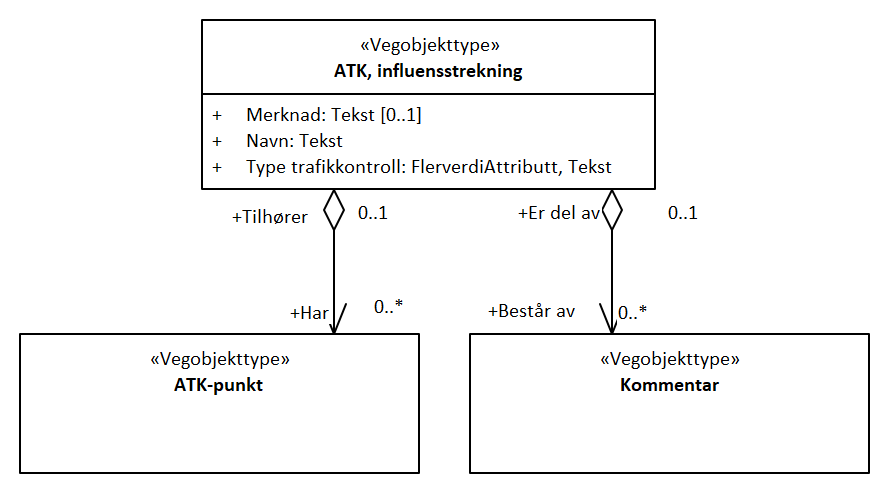 «Vegobjekttype»
ATK, influensstrekning
+ Merknad: Tekst [0..1]
+ Navn: Tekst
+ Type trafikkontroll: FlerverdiAttributt, Tekst
+Tilhører 0..1 +Er del av 0..1
+Har 0..* +Består av 0..*
«Vegobjekttype» «Vegobjekttype»
ATK-punkt Kommentar